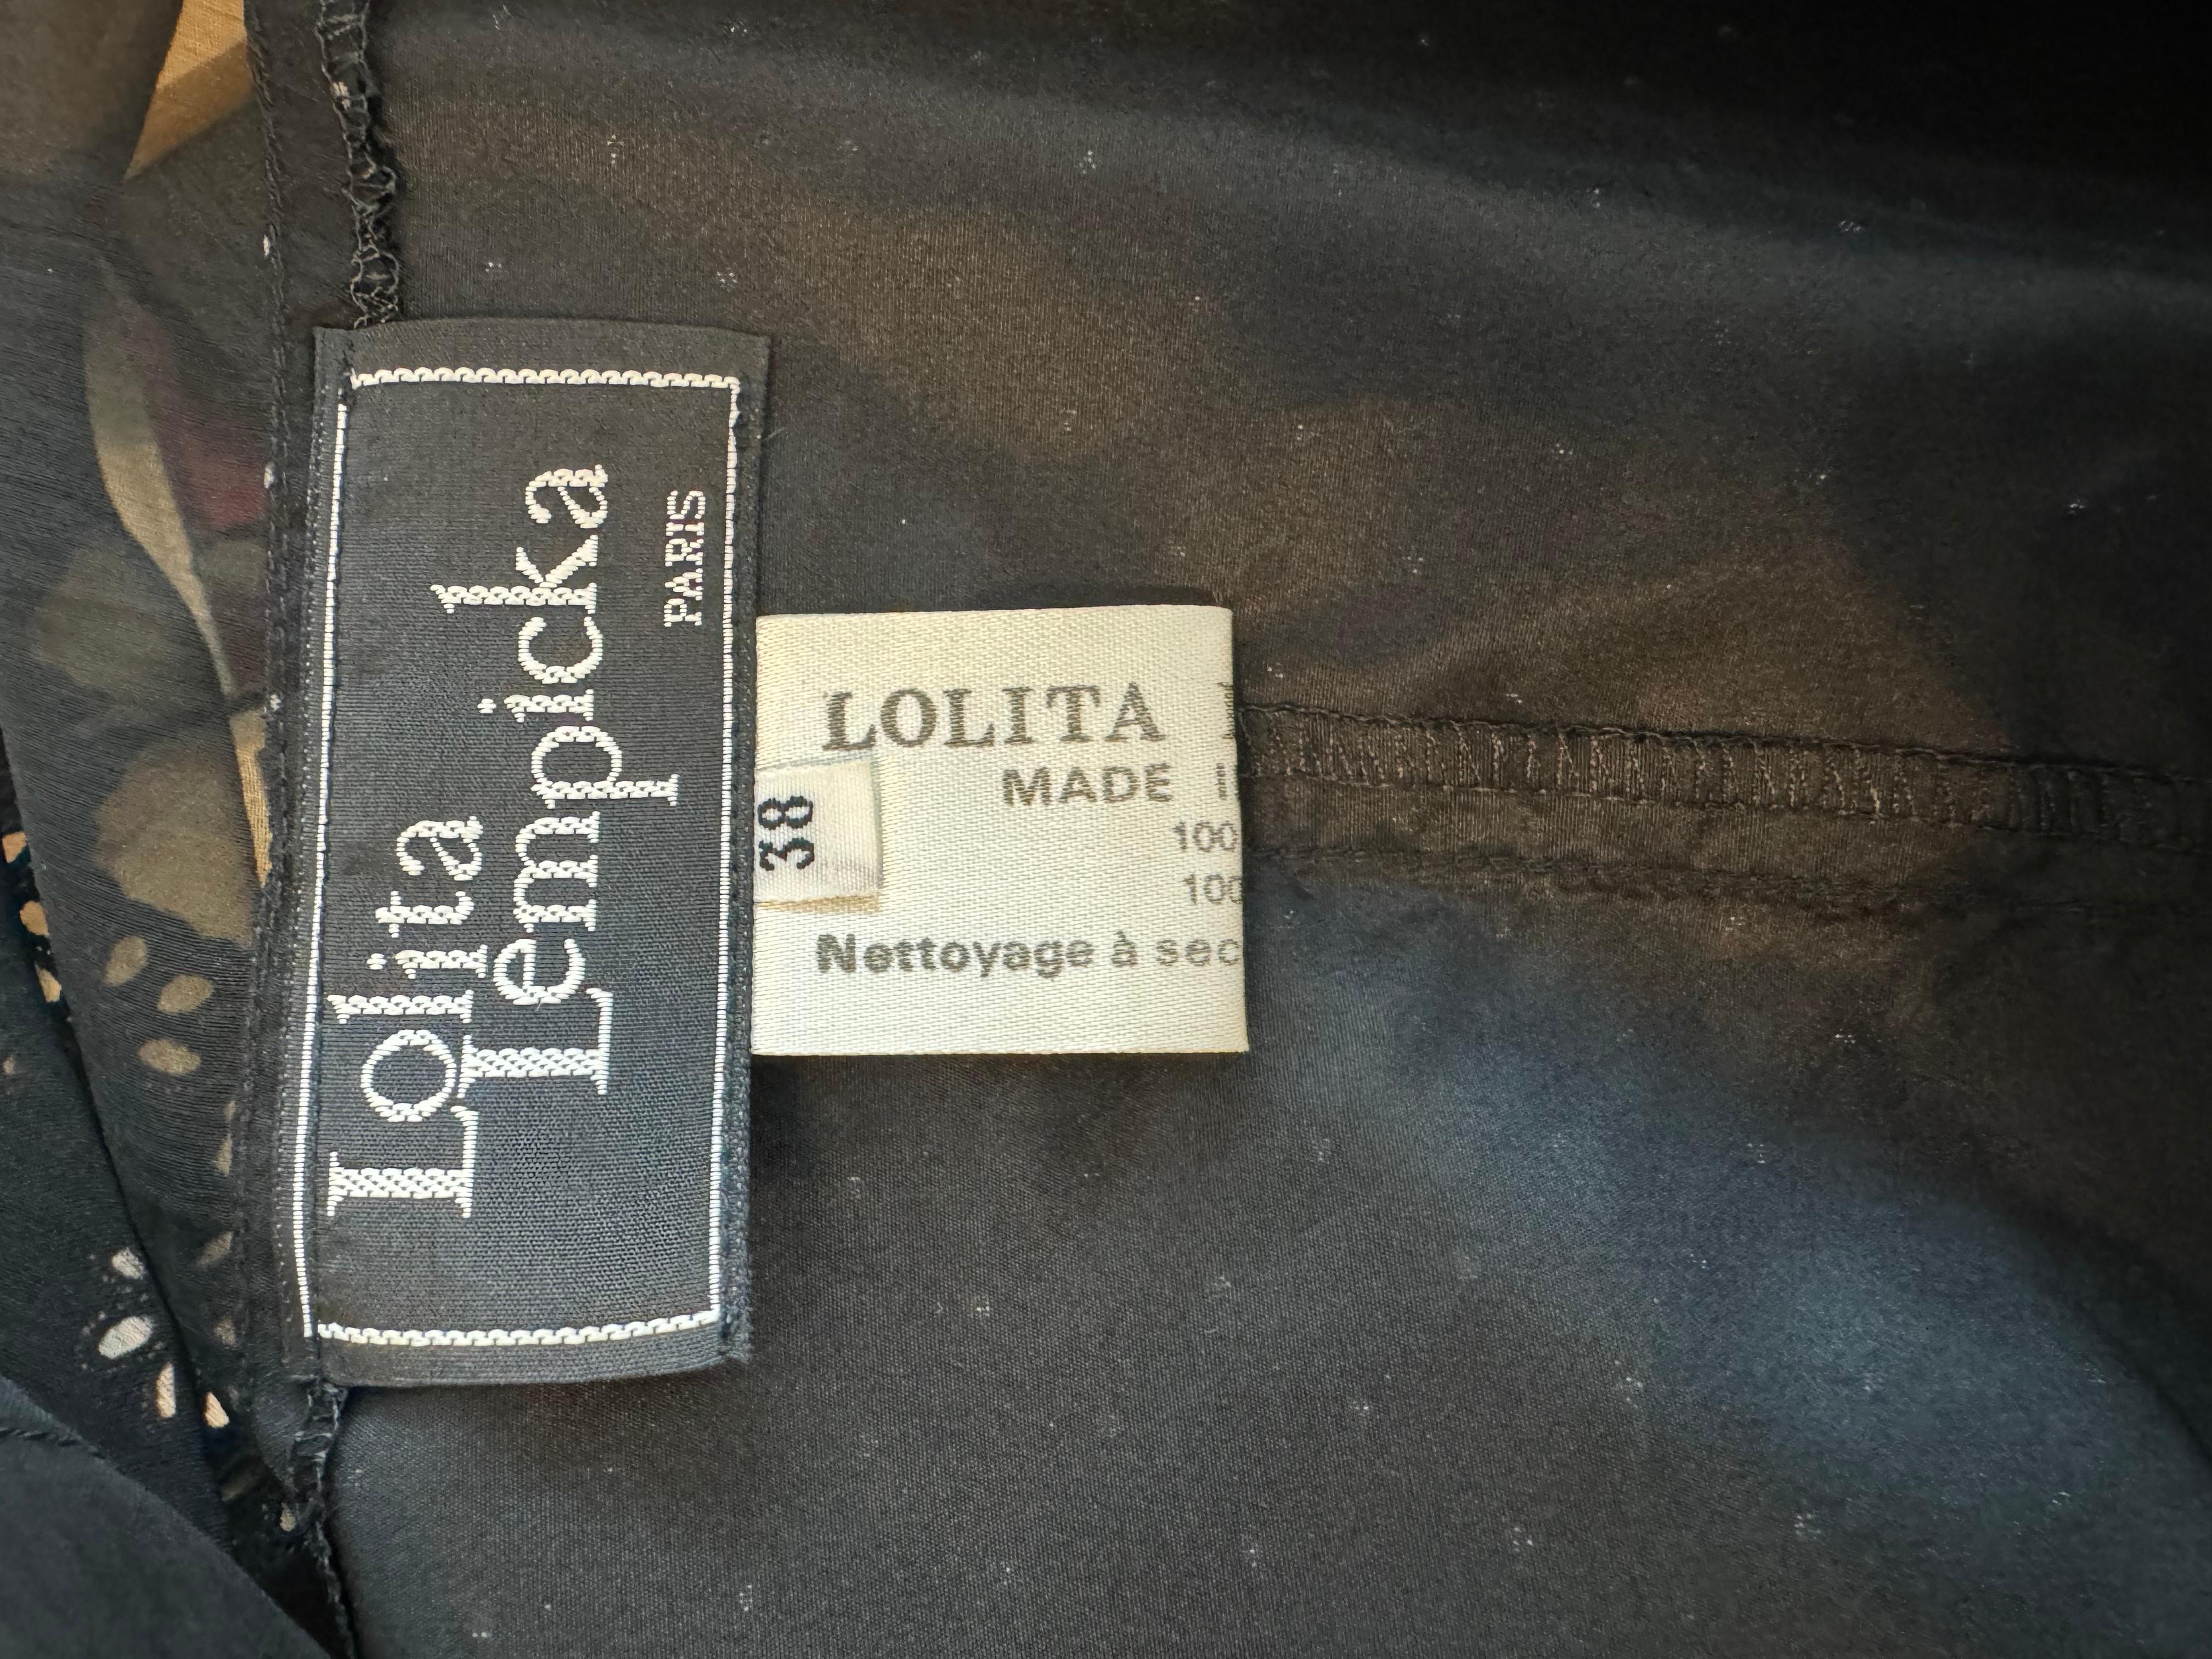 Lolita
Lempicka
PARIS
38
LOLITA
MADE
100
100
Nettoyage à sec